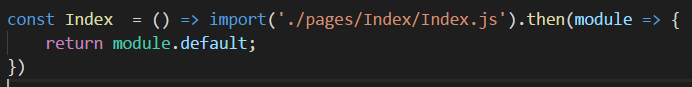 const Index  = () => import('./pages/Index/Index.js').then(module => {
    return module.default;
})